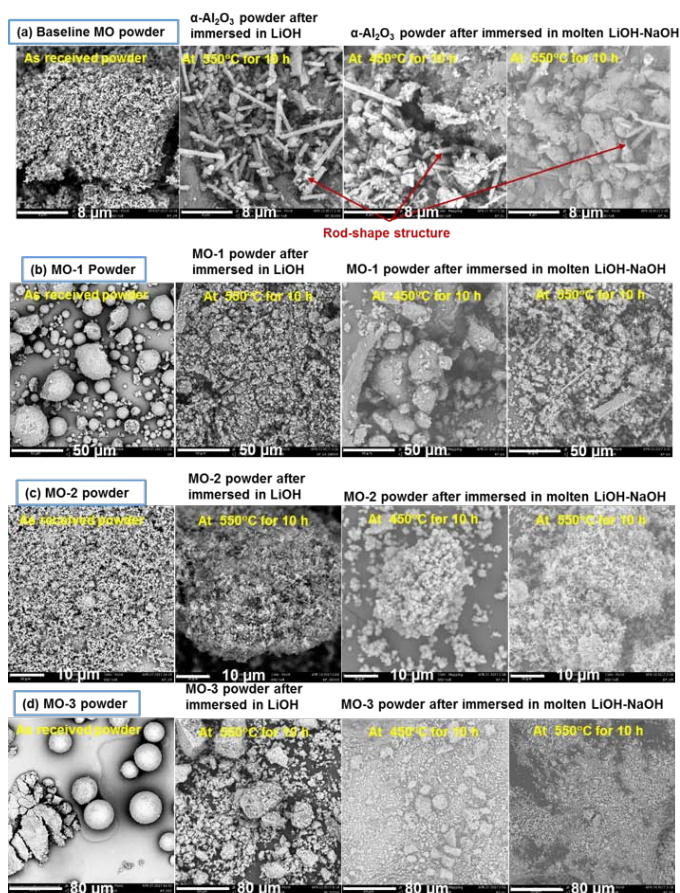 (a) Baseline MO powder
α-Al₂O₃ powder after
immersed in LiOH
α-Al₂O₃ powder after immersed in molten LiOH-NaOH
As received powder
At 550°C for 10 h
At 450°C for 10 h
At 550°C for 10 h
8 μm
8 μm
8 μm
8 μm
Rod-shape structure
(b) MO-1 Powder
MO-1 powder after
immersed in LiOH
MO-1 powder after immersed in molten LiOH-NaOH
As received powder
At 550°C for 10 h
At 450°C for 10 h
At 550°C for 10 h
50 μm
50 μm
50 μm
50 μm
(c) MO-2 powder
MO-2 powder after
immersed in LiOH
MO-2 powder after immersed in molten LiOH-NaOH
As received powder
At 550°C for 10 h
At 450°C for 10 h
At 550°C for 10 h
10 μm
10 μm
10 μm
10 μm
(d) MO-3 powder
MO-3 powder after
immersed in LiOH
MO-3 powder after immersed in molten LiOH-NaOH
As received powder
At 550°C for 10 h
At 450°C for 10 h
At 550°C for 10 h
80 μm
80 μm
80 μm
80 μm